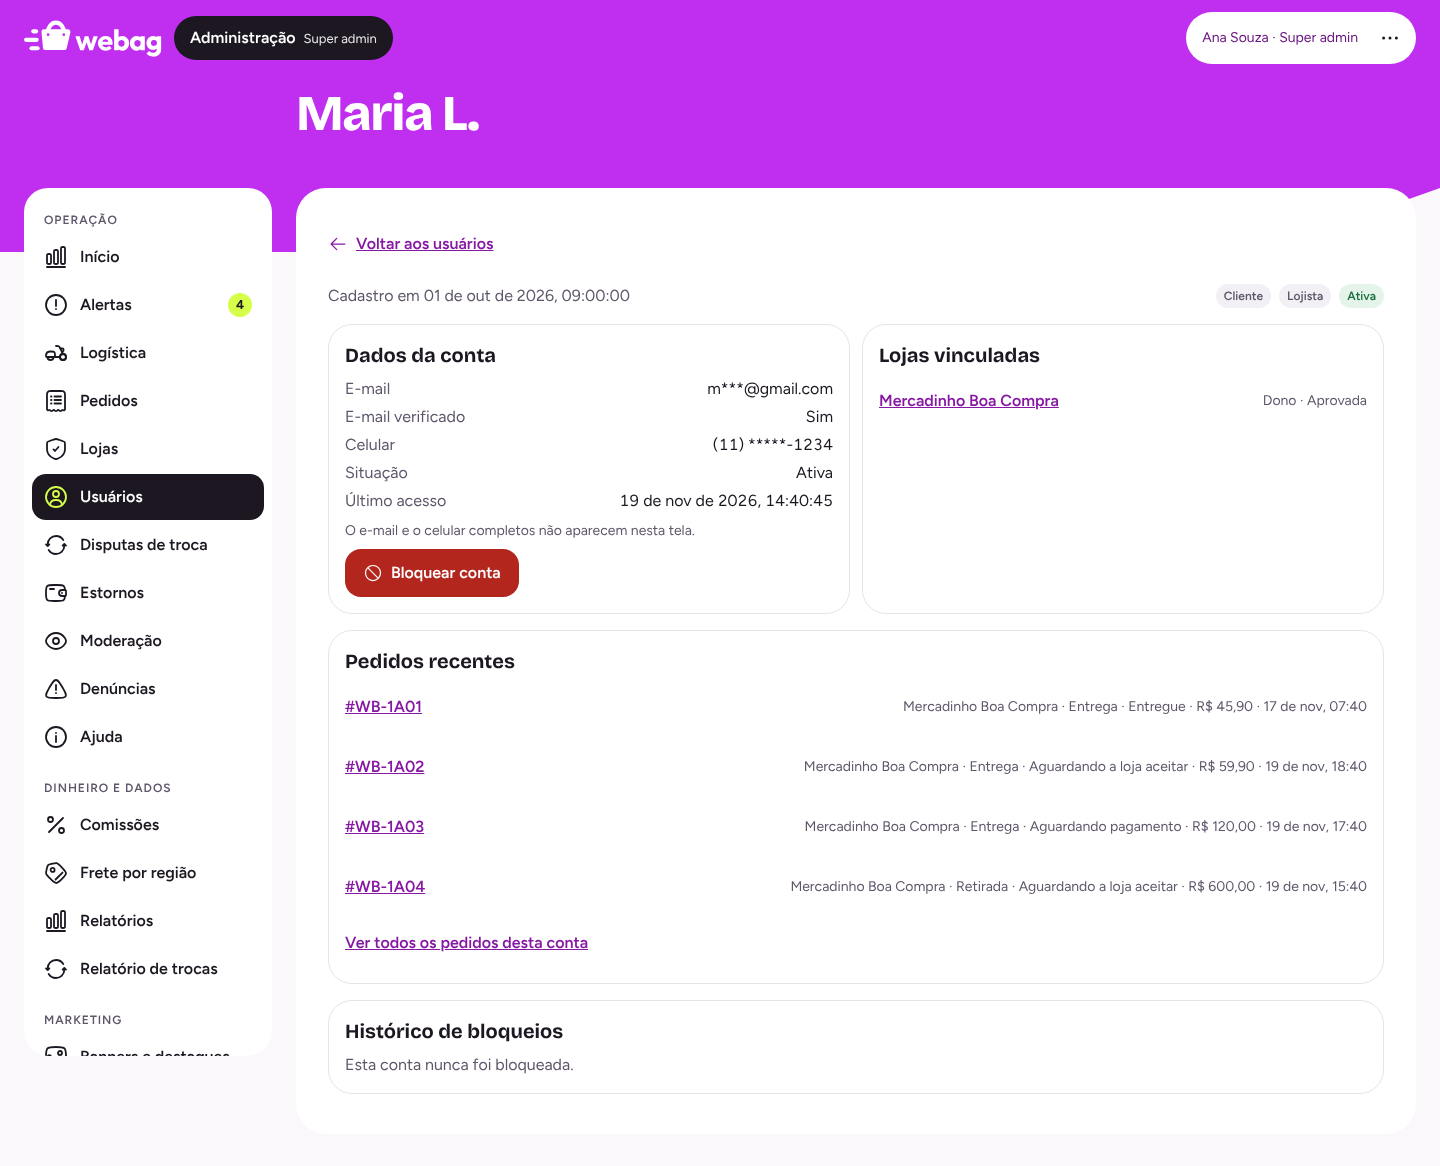 webag
Administração Super admin
Ana Souza · Super admin
Maria L.
OPERAÇÃO
Início
Alertas 4
Logística
Pedidos
Lojas
Usuários
Disputas de troca
Estornos
Moderação
Denúncias
Ajuda
DINHEIRO E DADOS
Comissões
Frete por região
Relatórios
Relatório de trocas
MARKETING
Banners e destaques
Voltar aos usuários
Cadastro em 01 de out de 2026, 09:00:00
Cliente Lojista Ativa
Dados da conta
E-mail m***@gmail.com
E-mail verificado Sim
Celular (11) *****-1234
Situação Ativa
Último acesso 19 de nov de 2026, 14:40:45
O e-mail e o celular completos não aparecem nesta tela.
Bloquear conta
Lojas vinculadas
Mercadinho Boa Compra Dono · Aprovada
Pedidos recentes
#WB-1A01 Mercadinho Boa Compra · Entrega · Entregue · R$ 45,90 · 17 de nov, 07:40
#WB-1A02 Mercadinho Boa Compra · Entrega · Aguardando a loja aceitar · R$ 59,90 · 19 de nov, 18:40
#WB-1A03 Mercadinho Boa Compra · Entrega · Aguardando pagamento · R$ 120,00 · 19 de nov, 17:40
#WB-1A04 Mercadinho Boa Compra · Retirada · Aguardando a loja aceitar · R$ 600,00 · 19 de nov, 15:40
Ver todos os pedidos desta conta
Histórico de bloqueios
Esta conta nunca foi bloqueada.